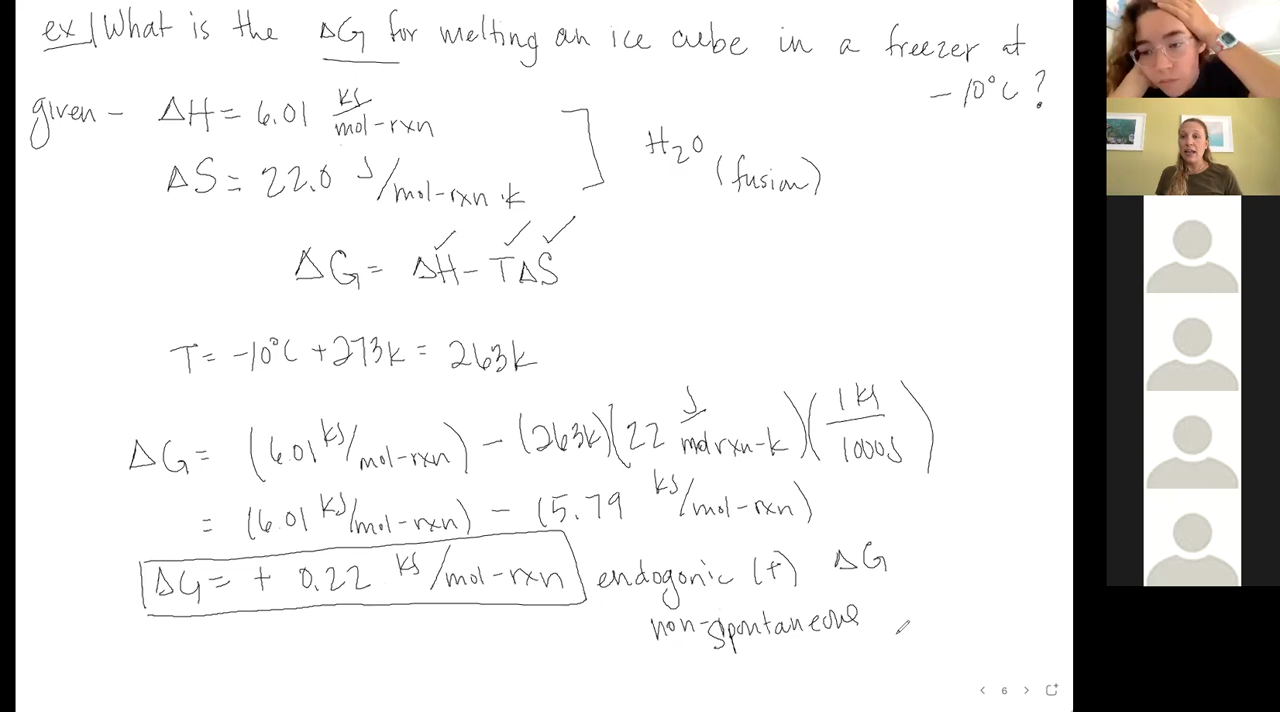 ex/ What is the ΔG for melting an ice cube in a freezer at
-10°C?
given - ΔH = 6.01 kJ/mol-rxn
ΔS = 22.0 J/mol-rxn·K
H₂O (fusion)
ΔG = ΔH - TΔS
T = -10°C + 273K = 263K
ΔG = (6.01 kJ/mol-rxn) - (263K)(22 J/mol rxn-K)(1 kJ/1000J)
= (6.01 kJ/mol-rxn) - (5.79 kJ/mol-rxn)
ΔG = + 0.22 kJ/mol-rxn endogonic (+) ΔG
non-spontaneous
< 6 >